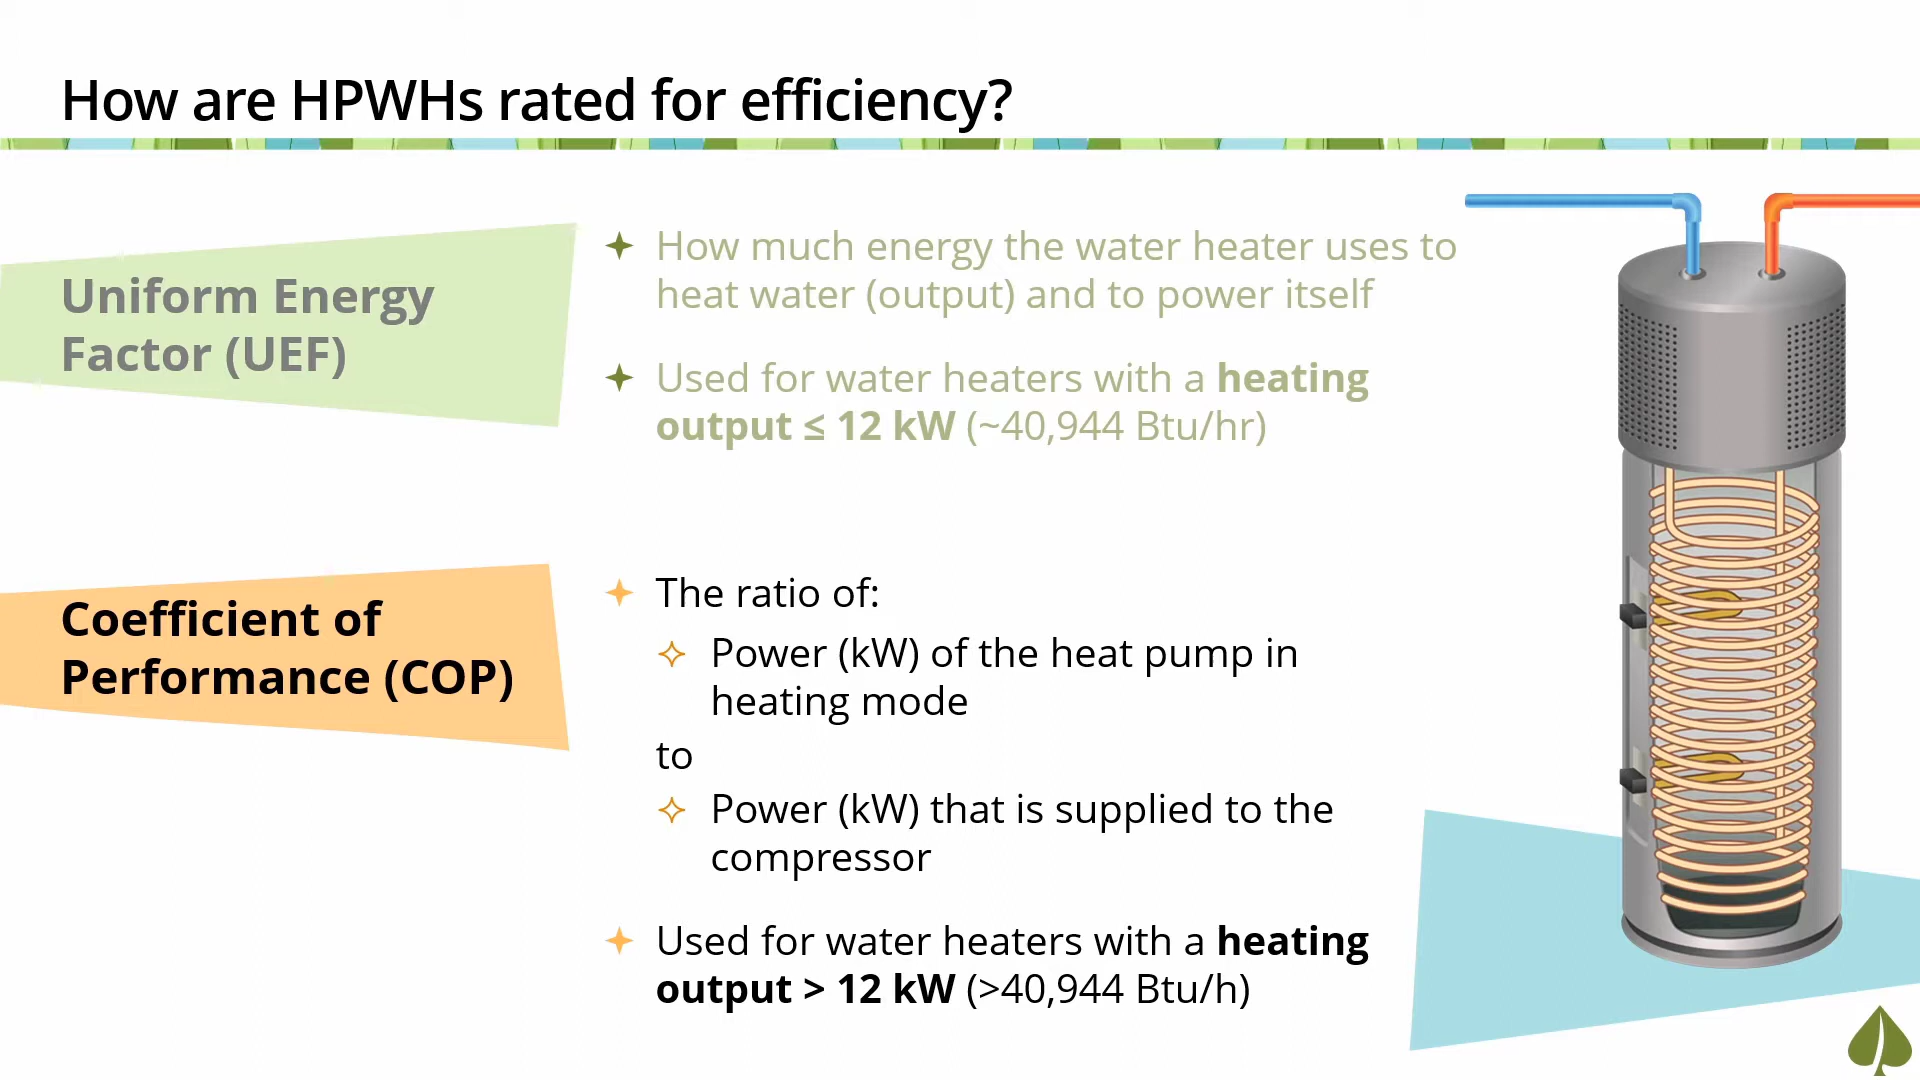 How are HPWHs rated for efficiency?
Uniform Energy
Factor (UEF)
How much energy the water heater uses to
heat water (output) and to power itself
Used for water heaters with a heating
output ≤ 12 kW (~40,944 Btu/hr)
Coefficient of
Performance (COP)
The ratio of:
Power (kW) of the heat pump in
heating mode
to
Power (kW) that is supplied to the
compressor
Used for water heaters with a heating
output > 12 kW (>40,944 Btu/h)